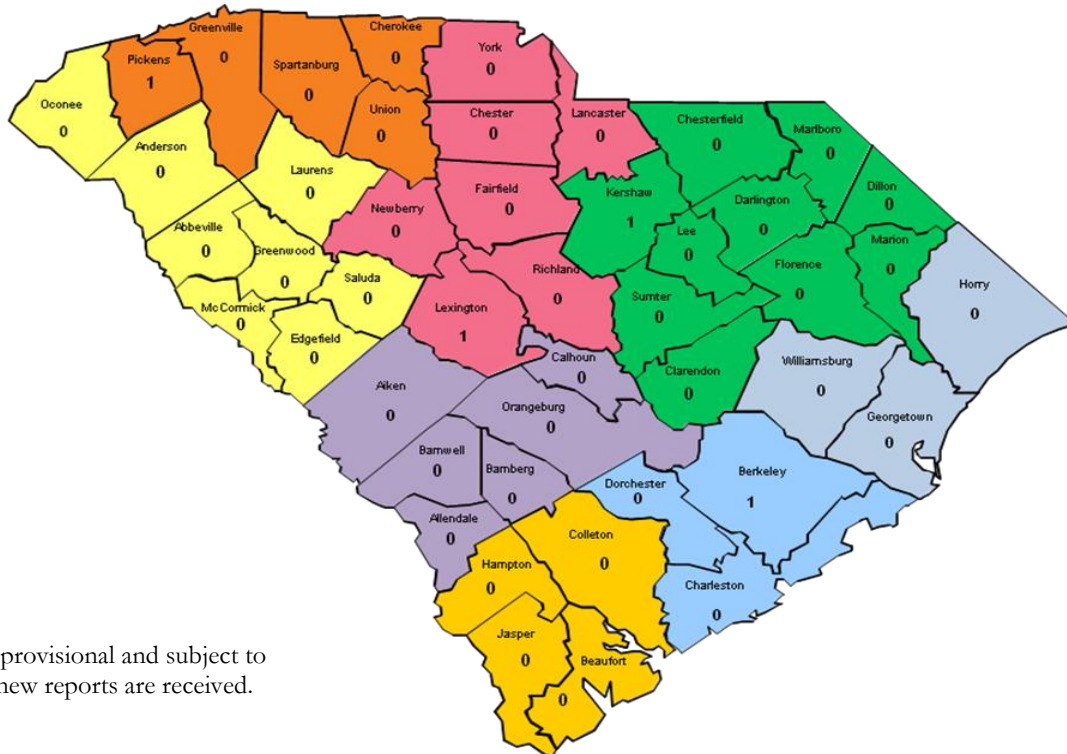 Greenville
0
Cherokee
0
Pickens
1
Spartanburg
0
York
0
Oconee
0
Union
0
Chester
0
Lancaster
0
Chesterfield
0
Marlboro
0
Anderson
0
Laurens
0
Newberry
0
Fairfield
0
Kershaw
1
Darlington
0
Dillon
0
Abbeville
0
Greenwood
0
Saluda
0
Lee
0
Florence
0
Marion
0
Richland
0
Horry
0
McCormick
0
Edgefield
0
Lexington
1
Sumter
0
Calhoun
0
Clarendon
0
Williamsburg
0
Aiken
0
Orangeburg
0
Georgetown
0
Barnwell
0
Bamberg
0
Dorchester
0
Berkeley
1
Allendale
0
Colleton
0
Hampton
0
Charleston
0
Jasper
0
Beaufort
0
provisional and subject to
new reports are received.